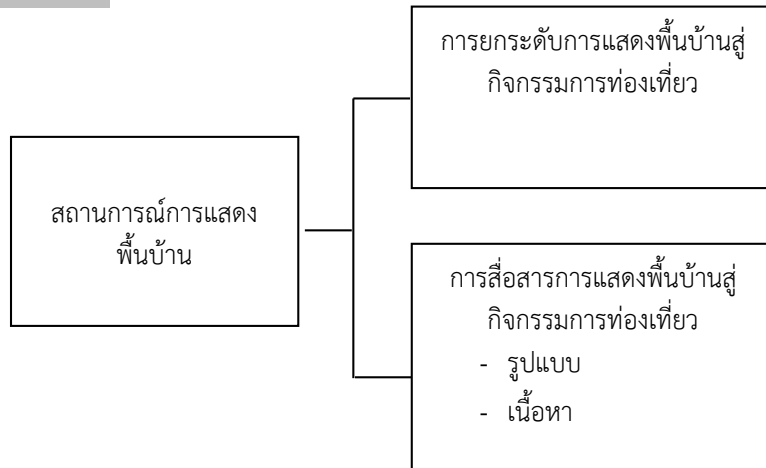 การยกระดับการแสดงพื้นบ้านสู่
กิจกรรมการท่องเที่ยว
สถานการณ์การแสดง
พื้นบ้าน
การสื่อสารการแสดงพื้นบ้านสู่
กิจกรรมการท่องเที่ยว
- รูปแบบ
- เนื้อหา